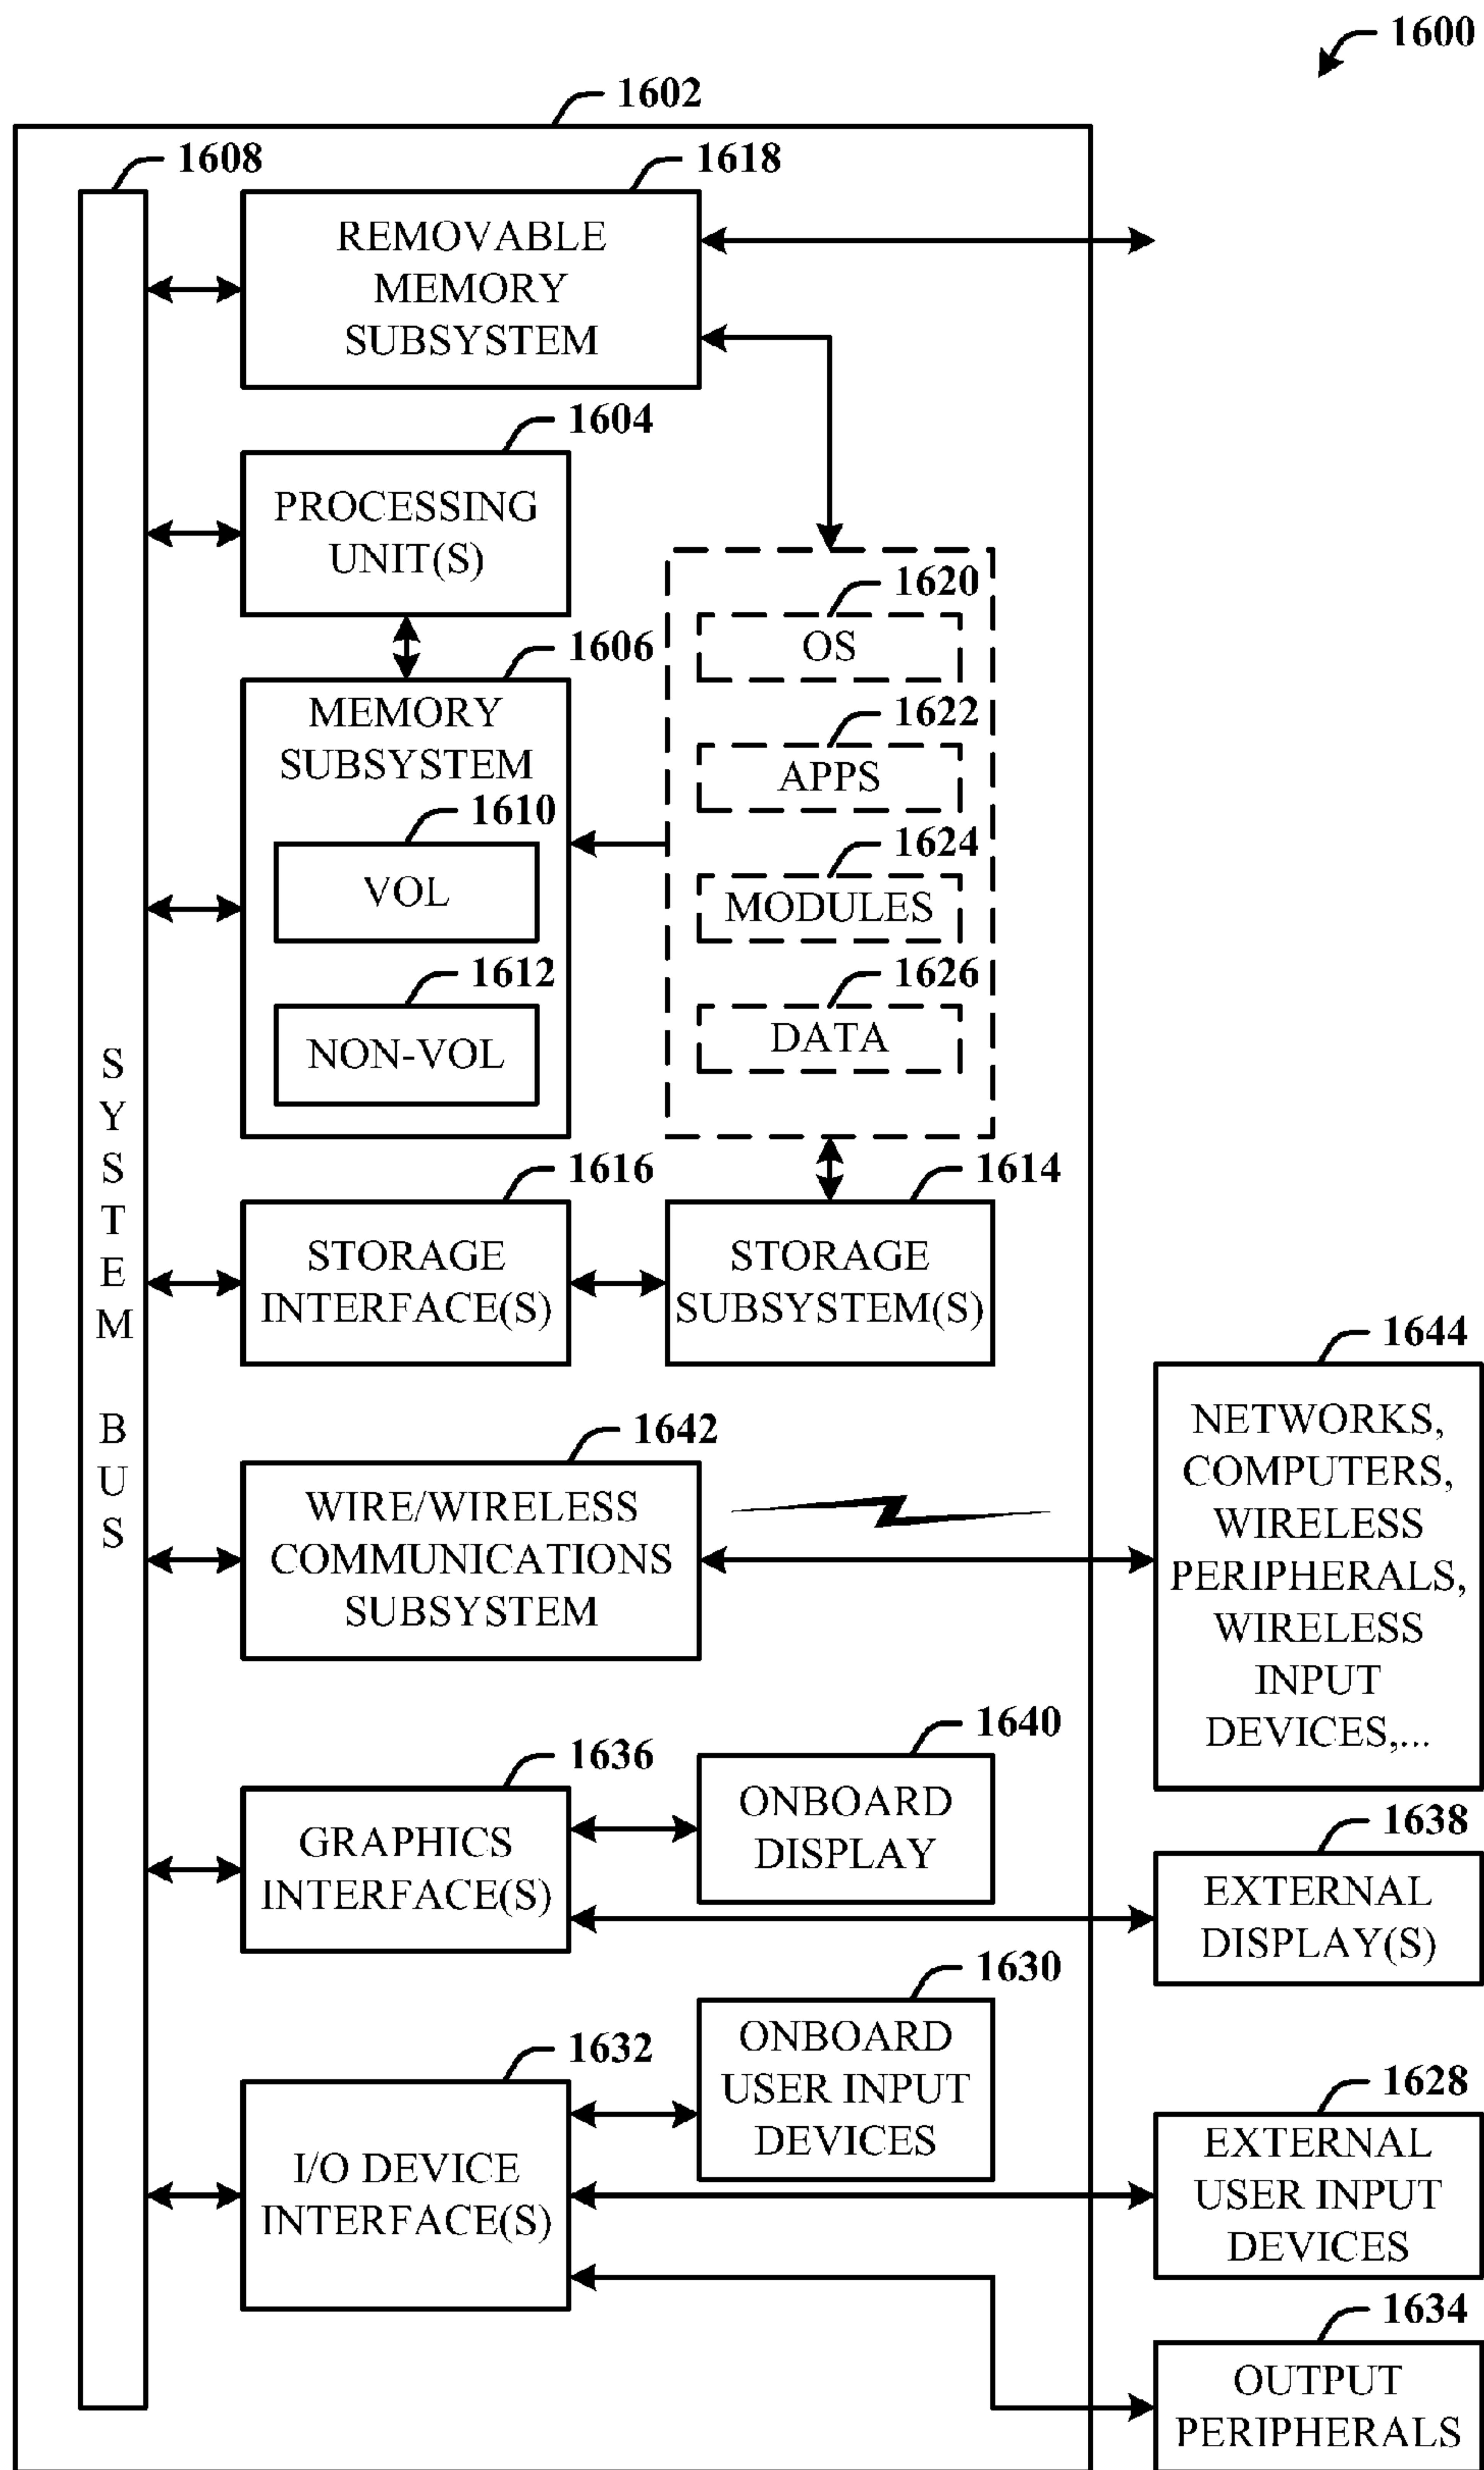 1600
1602
1608
1618
REMOVABLE
MEMORY
SUBSYSTEM
1604
PROCESSING
UNIT(S)
1606
MEMORY
SUBSYSTEM
1610
VOL
1612
NON-VOL
1620
OS
1622
APPS
1624
MODULES
1626
DATA
SYSTEM BUS
1616
STORAGE
INTERFACE(S)
1614
STORAGE
SUBSYSTEM(S)
1642
WIRE/WIRELESS
COMMUNICATIONS
SUBSYSTEM
1644
NETWORKS,
COMPUTERS,
WIRELESS
PERIPHERALS,
WIRELESS
INPUT
DEVICES,...
1636
GRAPHICS
INTERFACE(S)
1640
ONBOARD
DISPLAY
1638
EXTERNAL
DISPLAY(S)
1632
I/O DEVICE
INTERFACE(S)
1630
ONBOARD
USER INPUT
DEVICES
1628
EXTERNAL
USER INPUT
DEVICES
1634
OUTPUT
PERIPHERALS